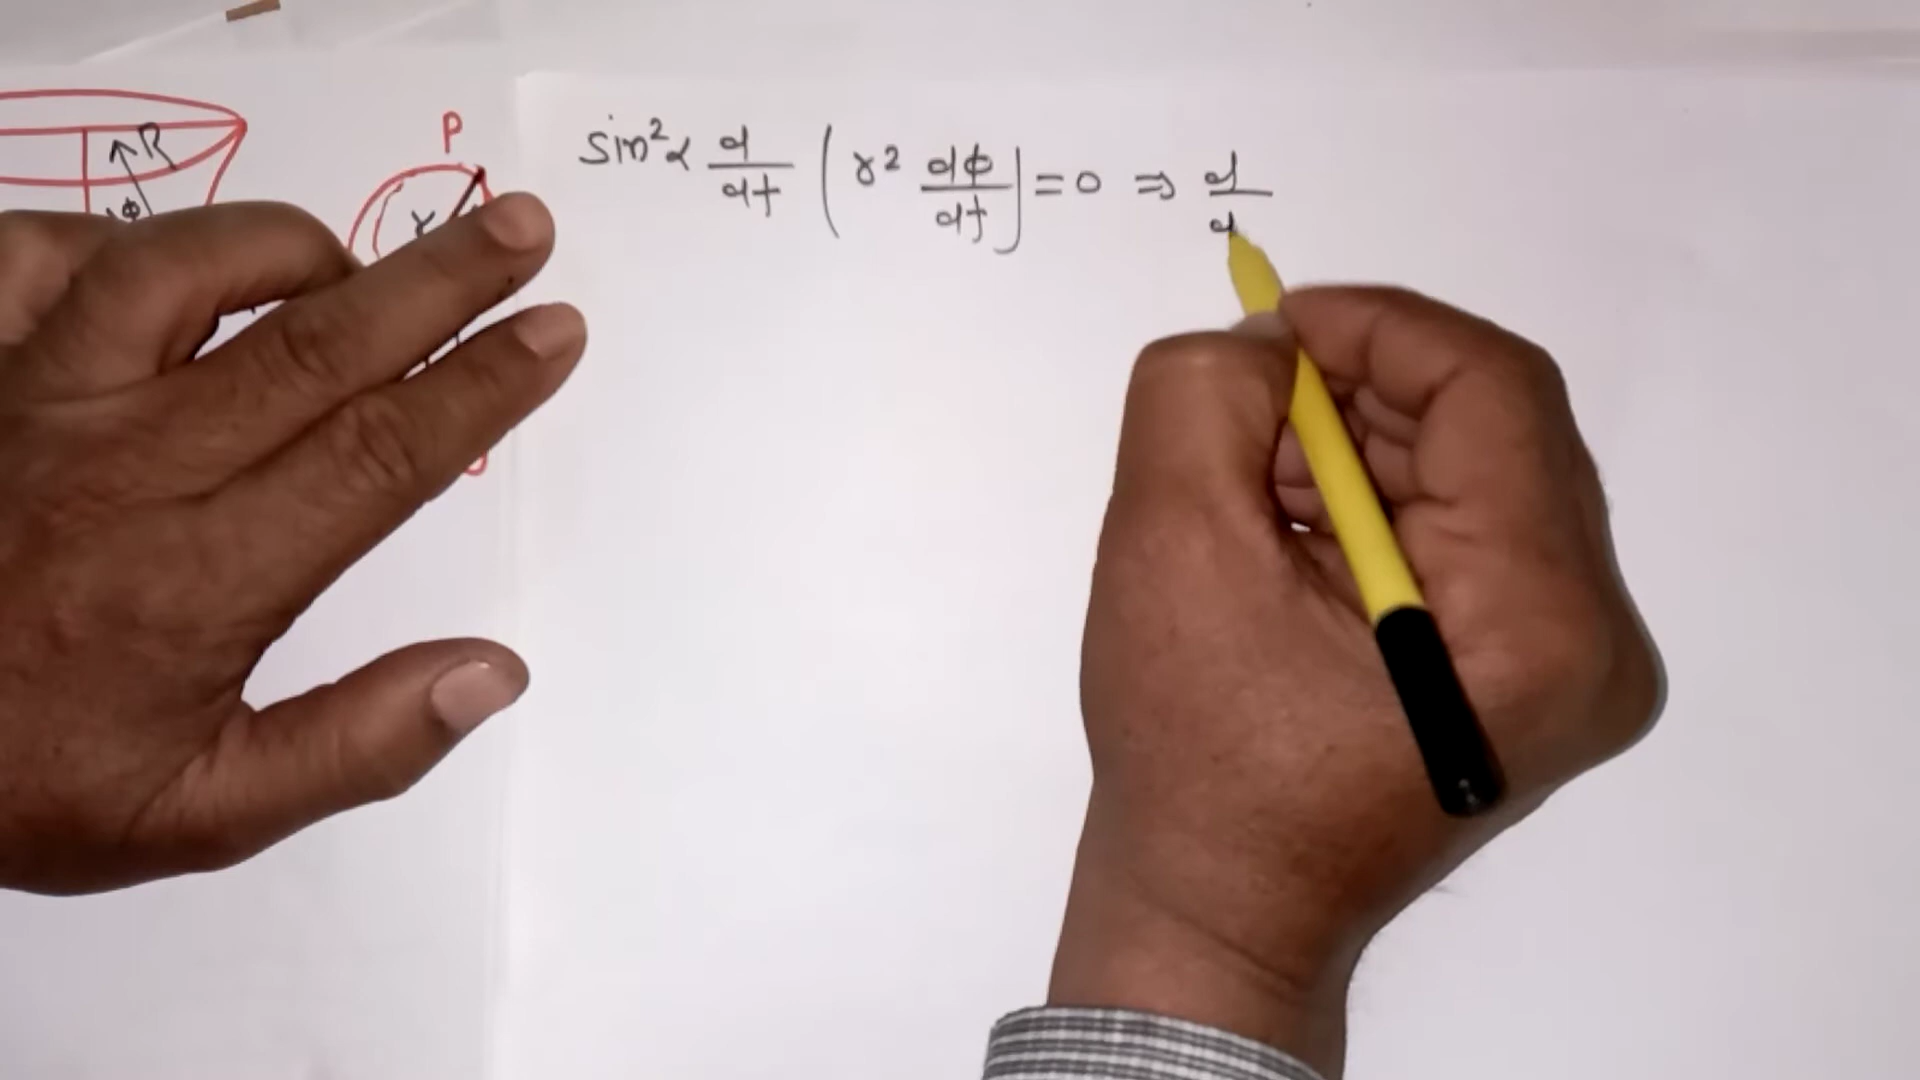 R
φ
P
r
sin²α d/dt (r² dφ/dt) = 0 ⇒ d/d